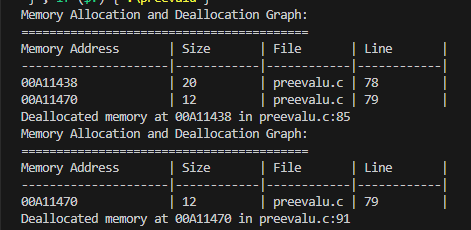 Memory Allocation and Deallocation Graph:
=========================================
Memory Address       | Size       | File      | Line       |
---------------------|------------|-----------|------------|
00A11438             | 20         | preevalu.c | 78         |
00A11470             | 12         | preevalu.c | 79         |
Deallocated memory at 00A11438 in preevalu.c:85
Memory Allocation and Deallocation Graph:
=========================================
Memory Address       | Size       | File      | Line       |
---------------------|------------|-----------|------------|
00A11470             | 12         | preevalu.c | 79         |
Deallocated memory at 00A11470 in preevalu.c:91